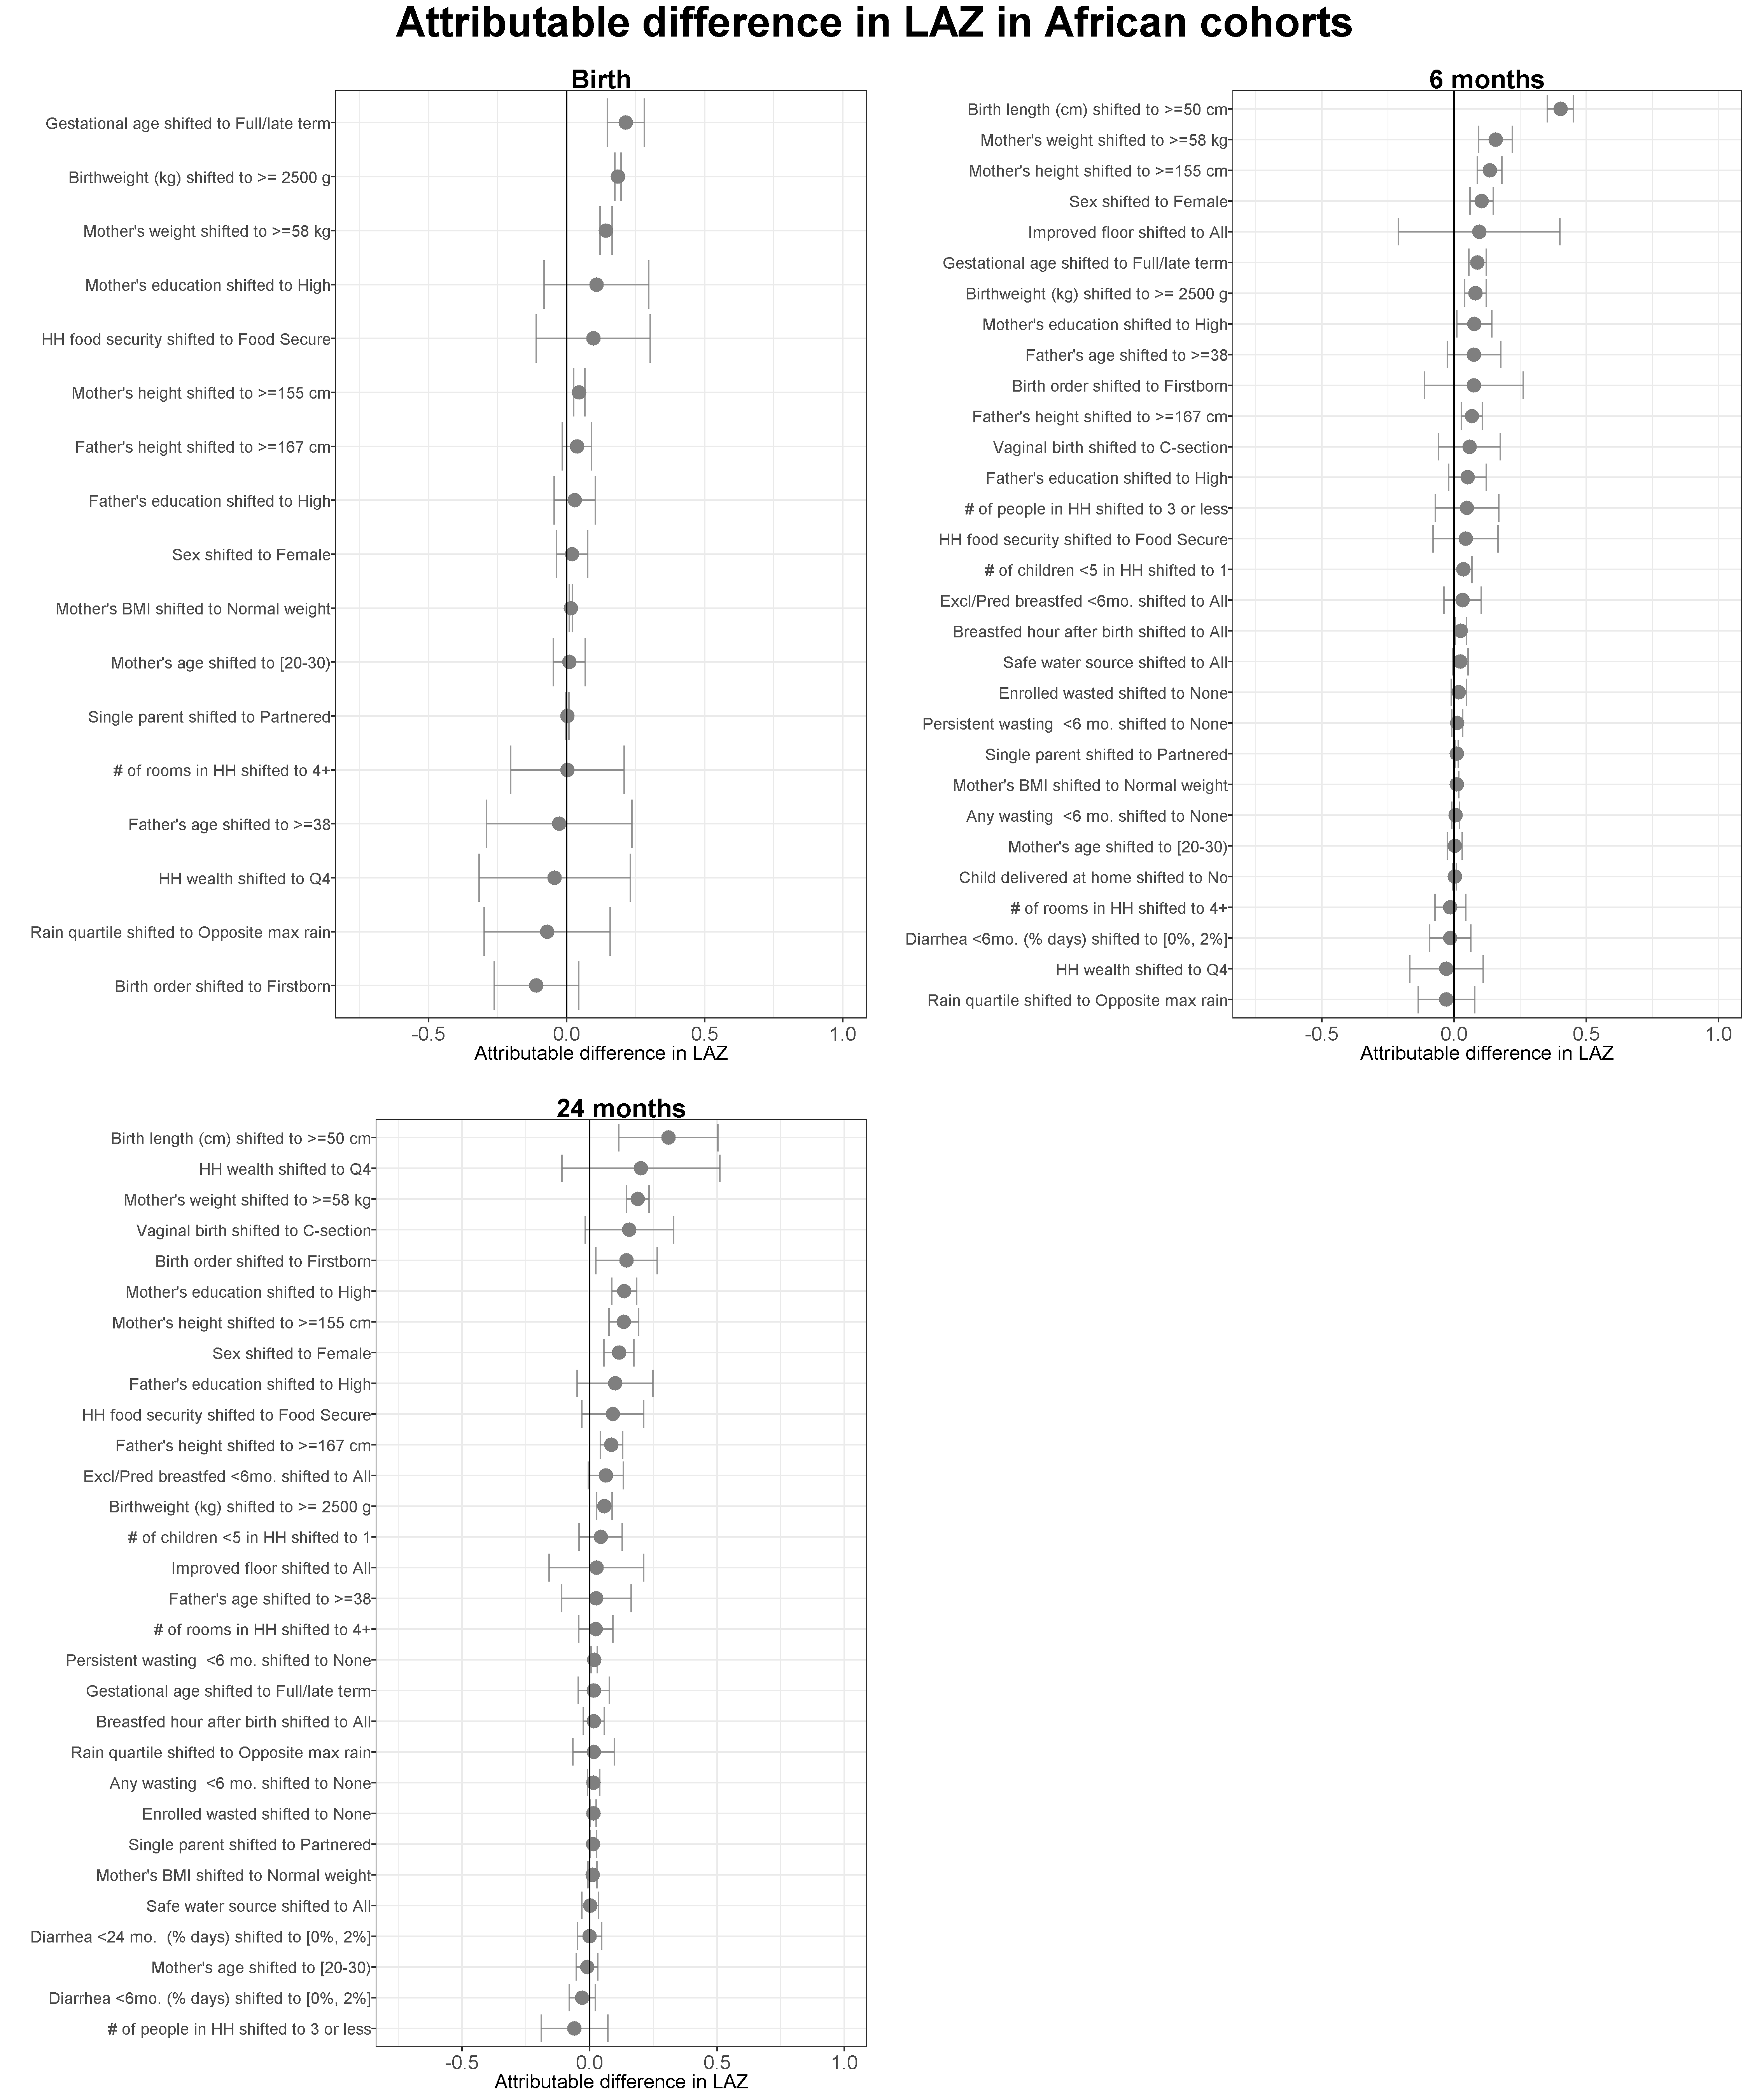 Attributable difference in LAZ in African cohorts
Birth
Gestational age shifted to Full/late term
Birthweight (kg) shifted to >= 2500 g
Mother's weight shifted to >=58 kg
Mother's education shifted to High
HH food security shifted to Food Secure
Mother's height shifted to >=155 cm
Father's height shifted to >=167 cm
Father's education shifted to High
Sex shifted to Female
Mother's BMI shifted to Normal weight
Mother's age shifted to [20-30)
Single parent shifted to Partnered
# of rooms in HH shifted to 4+
Father's age shifted to >=38
HH wealth shifted to Q4
Rain quartile shifted to Opposite max rain
Birth order shifted to Firstborn
-0.5 0.0 0.5 1.0
Attributable difference in LAZ
6 months
Birth length (cm) shifted to >=50 cm
Mother's weight shifted to >=58 kg
Mother's height shifted to >=155 cm
Sex shifted to Female
Improved floor shifted to All
Gestational age shifted to Full/late term
Birthweight (kg) shifted to >= 2500 g
Mother's education shifted to High
Father's age shifted to >=38
Birth order shifted to Firstborn
Father's height shifted to >=167 cm
Vaginal birth shifted to C-section
Father's education shifted to High
# of people in HH shifted to 3 or less
HH food security shifted to Food Secure
# of children <5 in HH shifted to 1
Excl/Pred breastfed <6mo. shifted to All
Breastfed hour after birth shifted to All
Safe water source shifted to All
Enrolled wasted shifted to None
Persistent wasting  <6 mo. shifted to None
Single parent shifted to Partnered
Mother's BMI shifted to Normal weight
Any wasting  <6 mo. shifted to None
Mother's age shifted to [20-30)
Child delivered at home shifted to No
# of rooms in HH shifted to 4+
Diarrhea <6mo. (% days) shifted to [0%, 2%]
HH wealth shifted to Q4
Rain quartile shifted to Opposite max rain
-0.5 0.0 0.5 1.0
Attributable difference in LAZ
24 months
Birth length (cm) shifted to >=50 cm
HH wealth shifted to Q4
Mother's weight shifted to >=58 kg
Vaginal birth shifted to C-section
Birth order shifted to Firstborn
Mother's education shifted to High
Mother's height shifted to >=155 cm
Sex shifted to Female
Father's education shifted to High
HH food security shifted to Food Secure
Father's height shifted to >=167 cm
Excl/Pred breastfed <6mo. shifted to All
Birthweight (kg) shifted to >= 2500 g
# of children <5 in HH shifted to 1
Improved floor shifted to All
Father's age shifted to >=38
# of rooms in HH shifted to 4+
Persistent wasting  <6 mo. shifted to None
Gestational age shifted to Full/late term
Breastfed hour after birth shifted to All
Rain quartile shifted to Opposite max rain
Any wasting  <6 mo. shifted to None
Enrolled wasted shifted to None
Single parent shifted to Partnered
Mother's BMI shifted to Normal weight
Safe water source shifted to All
Diarrhea <24 mo.  (% days) shifted to [0%, 2%]
Mother's age shifted to [20-30)
Diarrhea <6mo. (% days) shifted to [0%, 2%]
# of people in HH shifted to 3 or less
-0.5 0.0 0.5 1.0
Attributable difference in LAZ